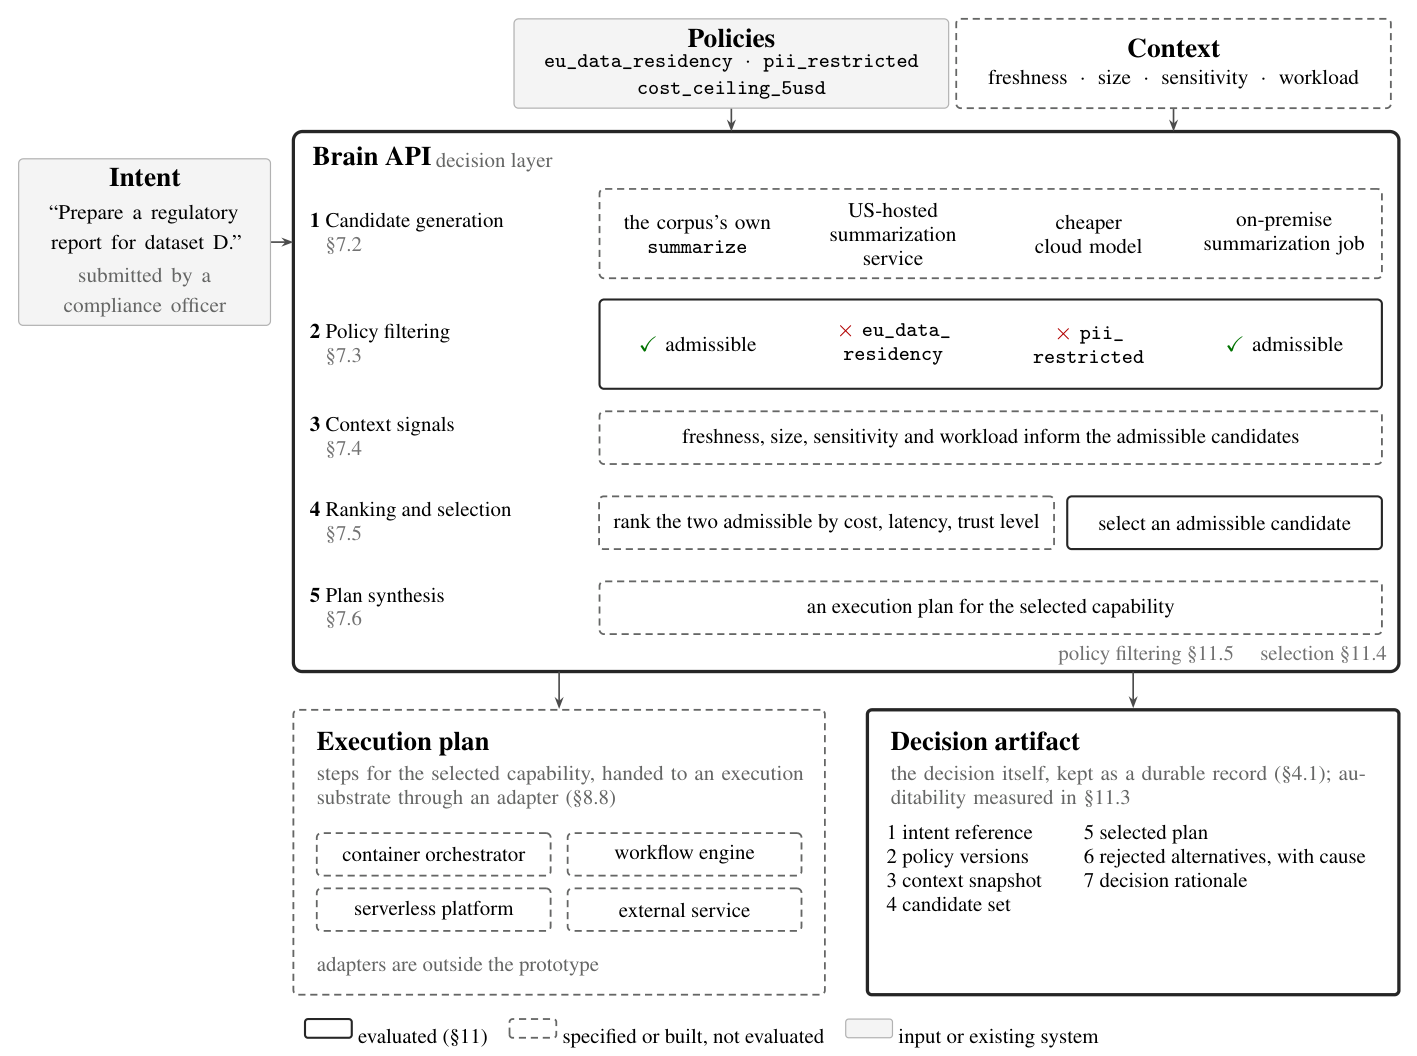 Policies
eu_data_residency · pii_restricted
cost_ceiling_5usd
Context
freshness · size · sensitivity · workload
Intent
“Prepare a regulatory
report for dataset D.”
submitted by a
compliance officer
Brain API decision layer
1 Candidate generation
§7.2
the corpus’s own
summarize
US-hosted
summarization
service
cheaper
cloud model
on-premise
summarization job
2 Policy filtering
§7.3
✓ admissible
× eu_data_
residency
× pii_
restricted
✓ admissible
3 Context signals
§7.4
freshness, size, sensitivity and workload inform the admissible candidates
4 Ranking and selection
§7.5
rank the two admissible by cost, latency, trust level
select an admissible candidate
5 Plan synthesis
§7.6
an execution plan for the selected capability
policy filtering §11.5 selection §11.4
Execution plan
steps for the selected capability, handed to an execution
substrate through an adapter (§8.8)
container orchestrator
workflow engine
serverless platform
external service
adapters are outside the prototype
Decision artifact
the decision itself, kept as a durable record (§4.1); au-
ditability measured in §11.3
1 intent reference
2 policy versions
3 context snapshot
4 candidate set
5 selected plan
6 rejected alternatives, with cause
7 decision rationale
evaluated (§11)
specified or built, not evaluated
input or existing system